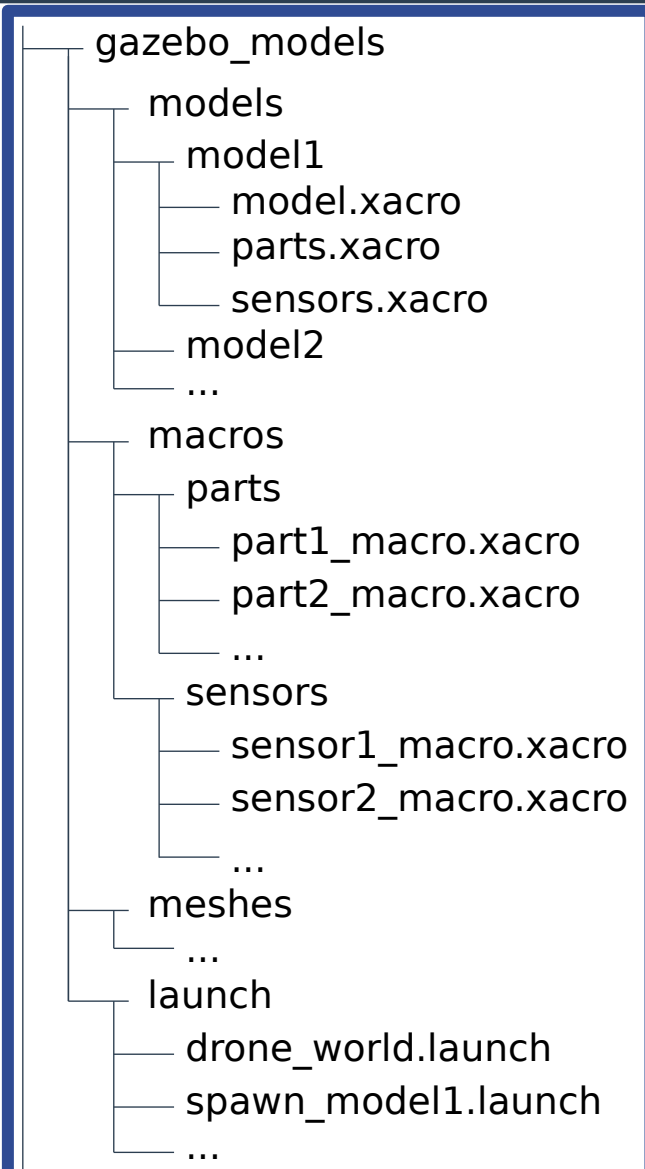 gazebo_models
models
model1
model.xacro
parts.xacro
sensors.xacro
model2
...
macros
parts
part1_macro.xacro
part2_macro.xacro
...
sensors
sensor1_macro.xacro
sensor2_macro.xacro
...
meshes
...
launch
drone_world.launch
spawn_model1.launch
...